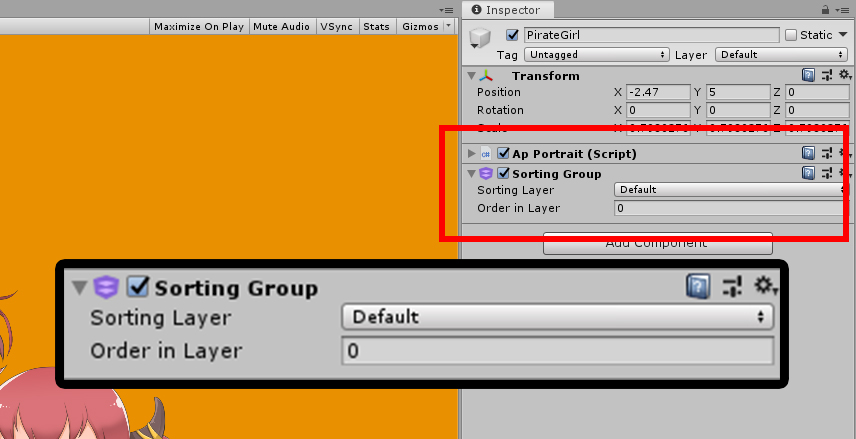 Maximize On Play Mute Audio VSync Stats Gizmos
Inspector
PirateGirl Static
Tag Untagged Layer Default
Transform
Position X -2.47 Y 5 Z 0
Rotation X 0 Y 0 Z 0
Scale
Ap Portrait (Script)
Sorting Group
Sorting Layer Default
Order in Layer 0
Add Component
Sorting Group
Sorting Layer Default
Order in Layer 0